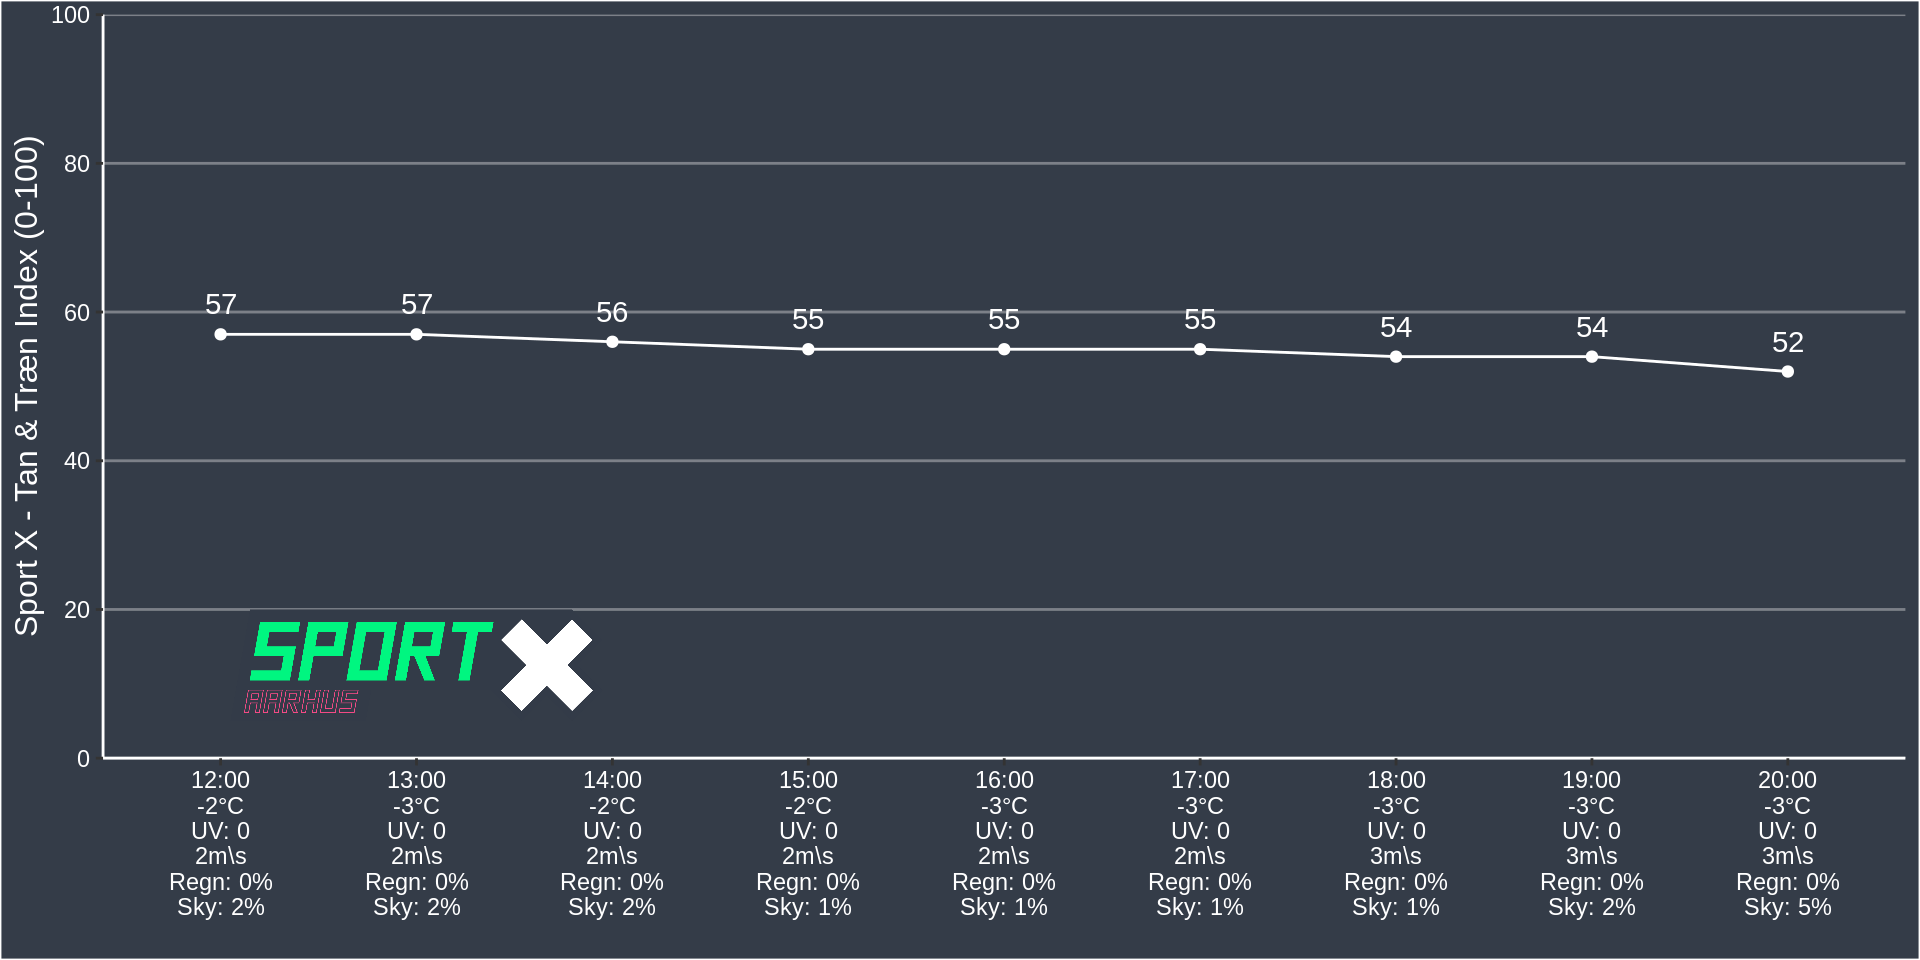 Sport X - Tan & Træn Index (0-100)
100
80
60
40
20
0
57 57 56 55 55 55 54 54 52
SPORT X
AARHUS
12:00 13:00 14:00 15:00 16:00 17:00 18:00 19:00 20:00
-2°C -3°C -2°C -2°C -3°C -3°C -3°C -3°C -3°C
UV: 0 UV: 0 UV: 0 UV: 0 UV: 0 UV: 0 UV: 0 UV: 0 UV: 0
2m\s 2m\s 2m\s 2m\s 2m\s 2m\s 3m\s 3m\s 3m\s
Regn: 0% Regn: 0% Regn: 0% Regn: 0% Regn: 0% Regn: 0% Regn: 0% Regn: 0% Regn: 0%
Sky: 2% Sky: 2% Sky: 2% Sky: 1% Sky: 1% Sky: 1% Sky: 1% Sky: 2% Sky: 5%